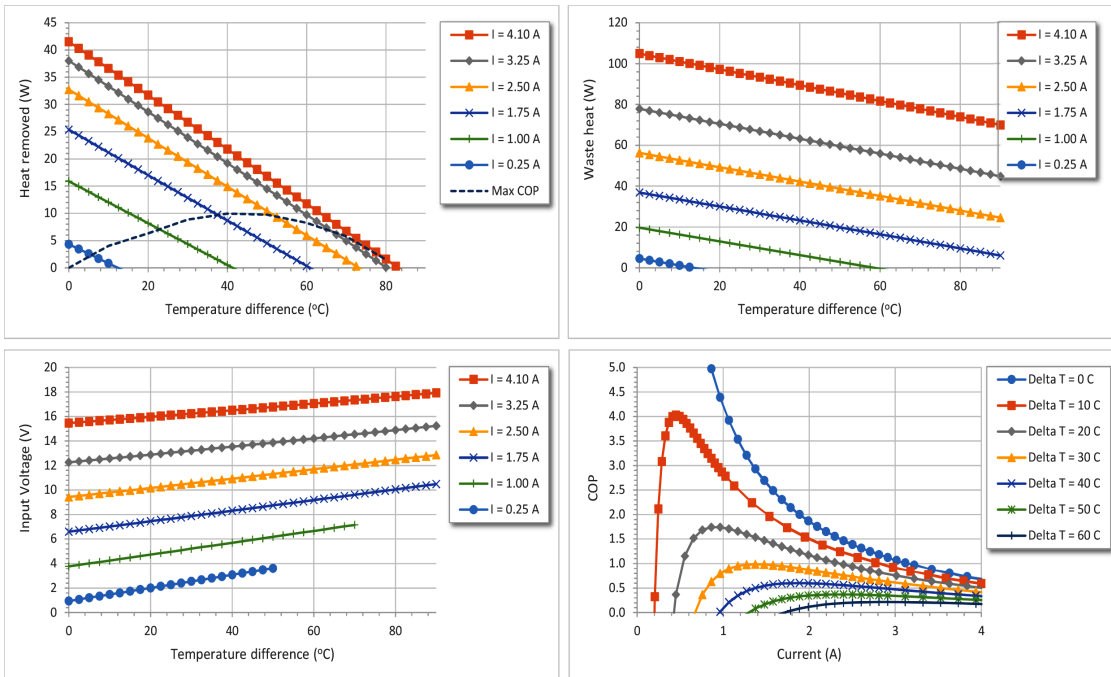 45
40
35
30
25
20
15
10
5
0
Heat removed (W)
0 20 40 60 80
Temperature difference (°C)
I = 4.10 A
I = 3.25 A
I = 2.50 A
I = 1.75 A
I = 1.00 A
I = 0.25 A
Max COP
120
100
80
60
40
20
0
Waste heat (W)
0 20 40 60 80
Temperature difference (°C)
I = 4.10 A
I = 3.25 A
I = 2.50 A
I = 1.75 A
I = 1.00 A
I = 0.25 A
20
18
16
14
12
10
8
6
4
2
0
Input Voltage (V)
0 20 40 60 80
Temperature difference (°C)
I = 4.10 A
I = 3.25 A
I = 2.50 A
I = 1.75 A
I = 1.00 A
I = 0.25 A
5.0
4.5
4.0
3.5
3.0
2.5
2.0
1.5
1.0
0.5
0.0
COP
0 1 2 3 4
Current (A)
Delta T = 0 C
Delta T = 10 C
Delta T = 20 C
Delta T = 30 C
Delta T = 40 C
Delta T = 50 C
Delta T = 60 C